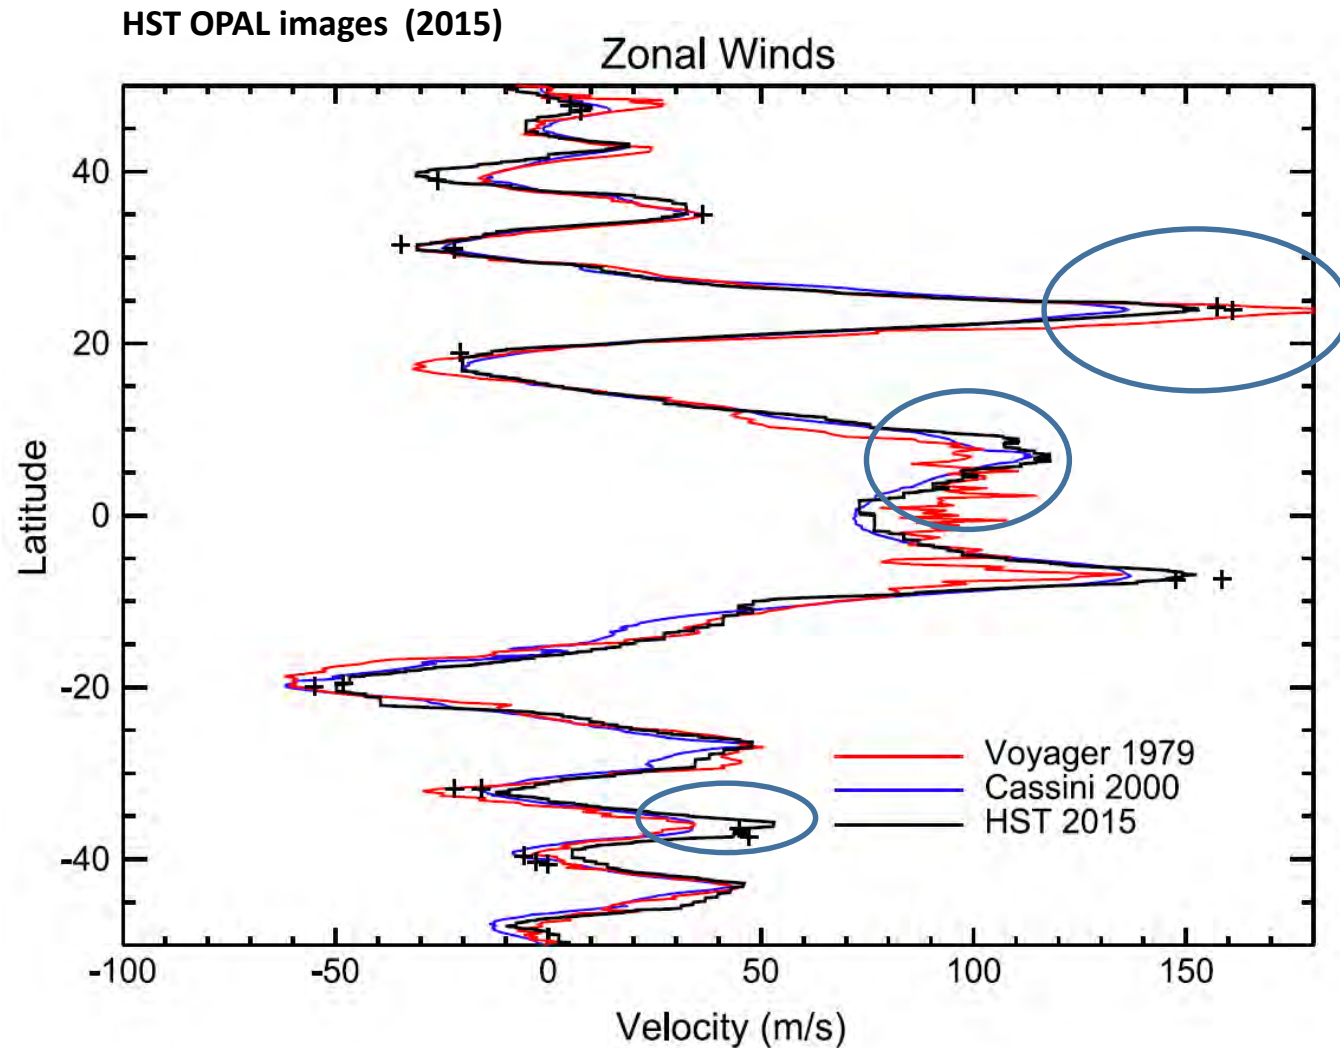 HST OPAL images (2015)
Zonal Winds
Latitude
40
20
0
-20
-40
Voyager 1979
Cassini 2000
HST 2015
-100 -50 0 50 100 150
Velocity (m/s)